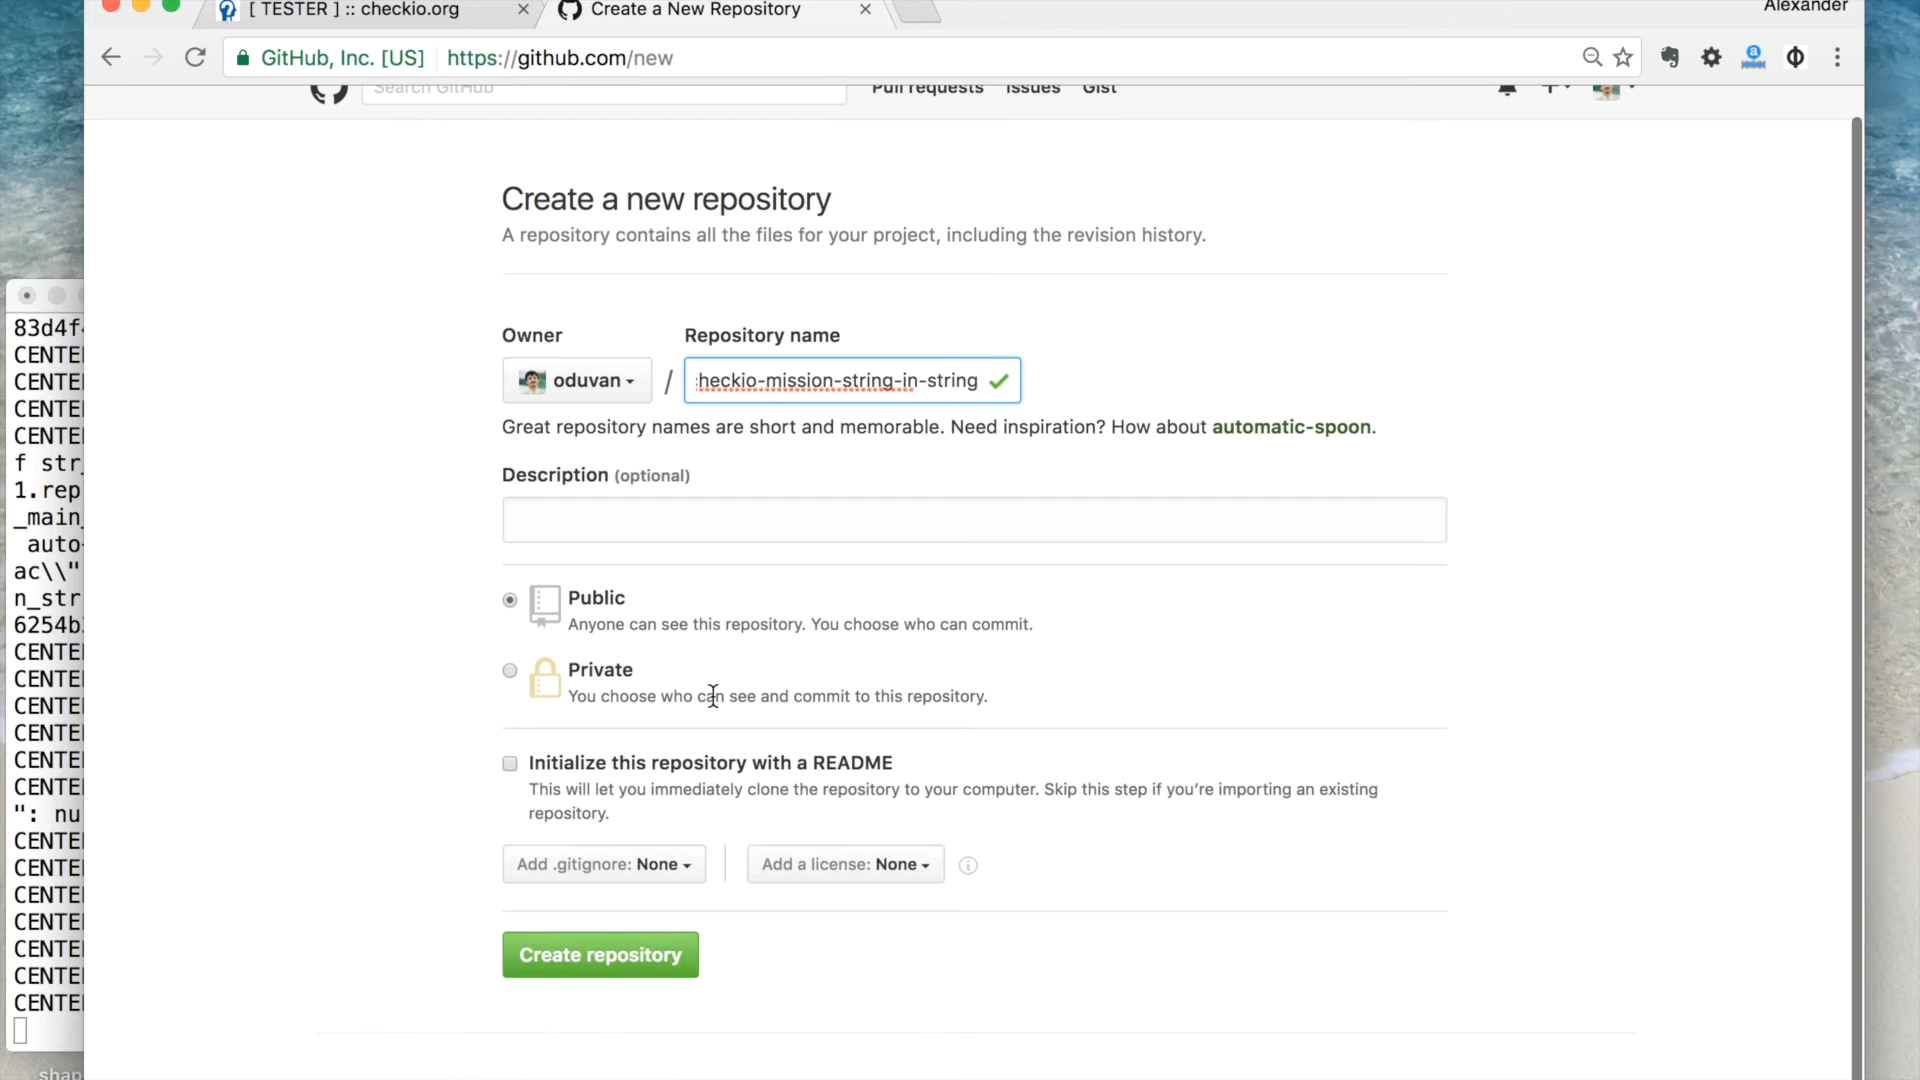 [ TESTER ] :: checkio.org
Create a New Repository
Alexander
GitHub, Inc. [US]
https://github.com/new
Search GitHub
Pull requests
Issues
Gist
Create a new repository
A repository contains all the files for your project, including the revision history.
Owner
Repository name
oduvan
/
heckio-mission-string-in-string
Great repository names are short and memorable. Need inspiration? How about automatic-spoon.
Description (optional)
Public
Anyone can see this repository. You choose who can commit.
Private
You choose who can see and commit to this repository.
Initialize this repository with a README
This will let you immediately clone the repository to your computer. Skip this step if you’re importing an existing
repository.
Add .gitignore: None
Add a license: None
Create repository
83d4f
CENTE
CENTE
CENTE
CENTE
f str
1.rep
_main_
auto
ac\\"
n_str
6254b
CENTE
CENTE
CENTE
CENTE
CENTE
CENTE
": nu
CENTE
CENTE
CENTE
CENTE
CENTE
CENTE
CENTE
shap